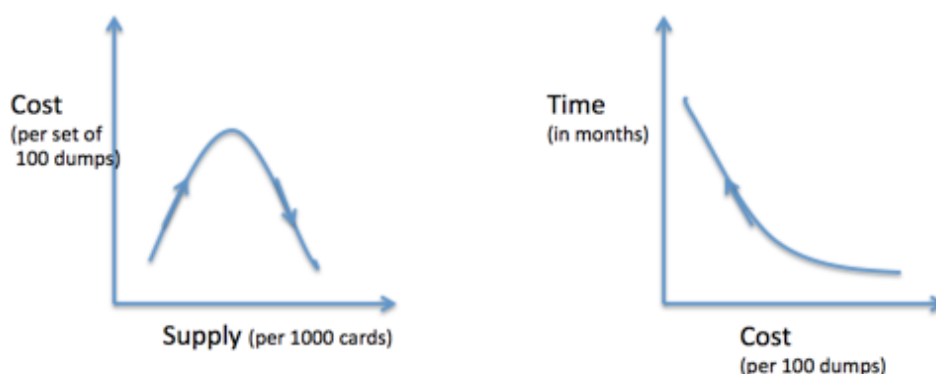 Cost
(per set of
100 dumps)
Supply (per 1000 cards)
Time
(in months)
Cost
(per 100 dumps)